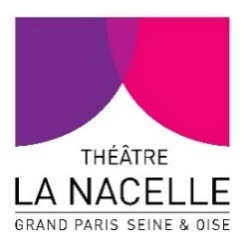 THÉÂTRE
LA NACELLE
GRAND PARIS SEINE & OISE